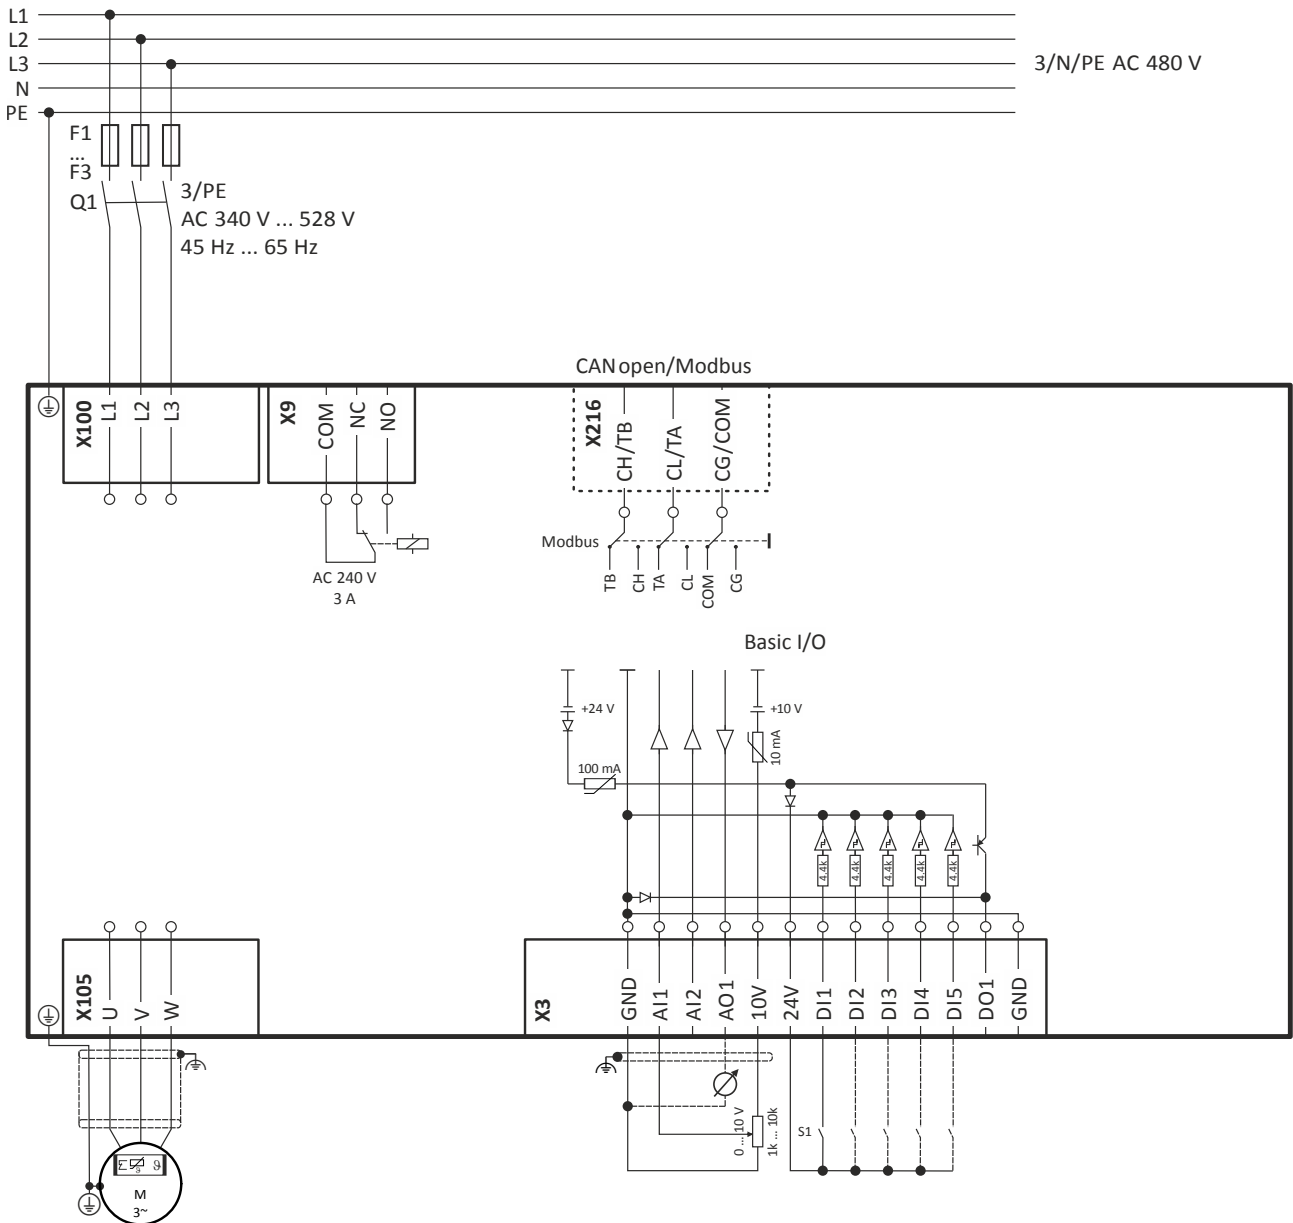 L1
L2
L3
N
PE
3/N/PE AC 480 V
F1
...
F3
Q1
3/PE
AC 340 V ... 528 V
45 Hz ... 65 Hz
CANopen/Modbus
X100
L1
L2
L3
X9
COM
NC
NO
X216
CH/TB
CL/TA
CG/COM
AC 240 V
3 A
Modbus
TB
CH
TA
CL
COM
CG
Basic I/O
+24 V
+10 V
100 mA
10 mA
4.4k
4.4k
4.4k
4.4k
4.4k
X105
U
V
W
X3
GND
AI1
AI2
AO1
10V
24V
DI1
DI2
DI3
DI4
DI5
DO1
GND
0 ... 10 V
1k ... 10k
S1
ϑ
M
3~